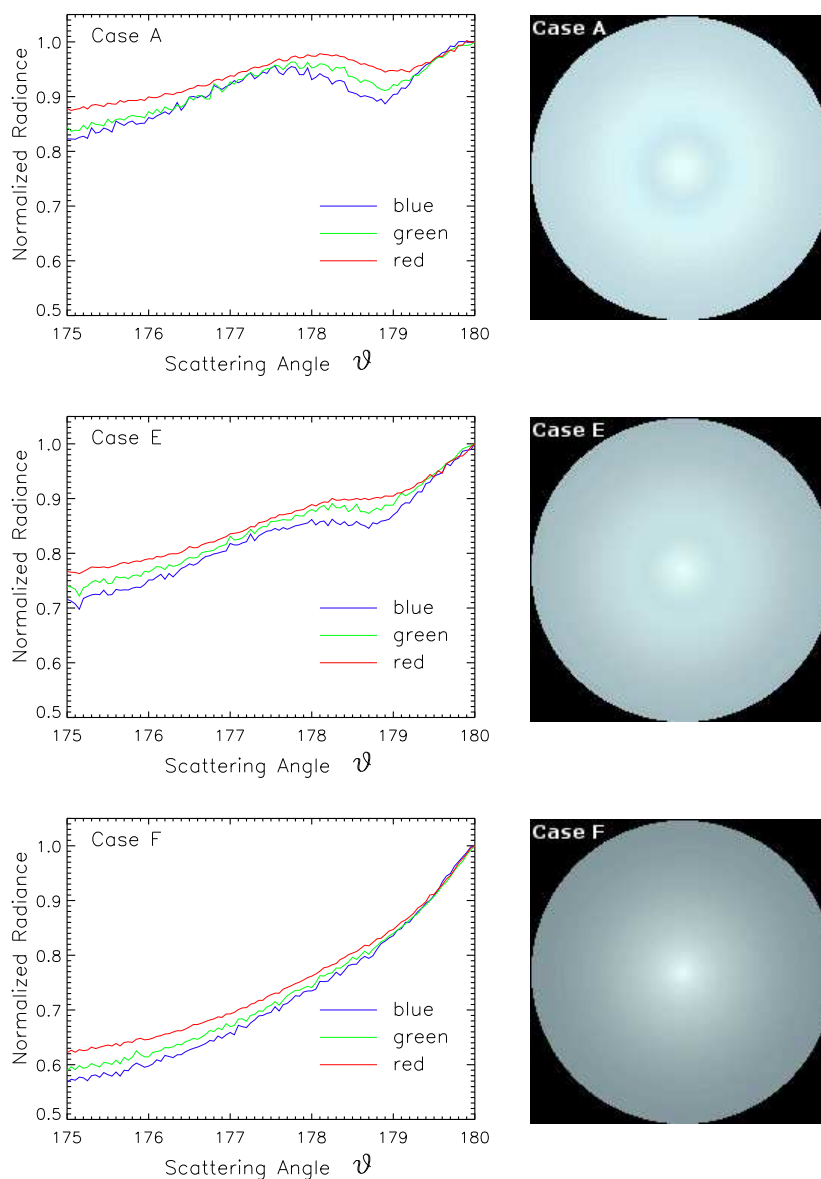 Case A
Normalized Radiance
1.0
0.9
0.8
0.7
0.6
0.5
blue
green
red
175 176 177 178 179 180
Scattering Angle ϑ
Case A
Case E
Normalized Radiance
1.0
0.9
0.8
0.7
0.6
0.5
blue
green
red
175 176 177 178 179 180
Scattering Angle ϑ
Case E
Case F
Normalized Radiance
1.0
0.9
0.8
0.7
0.6
0.5
blue
green
red
175 176 177 178 179 180
Scattering Angle ϑ
Case F